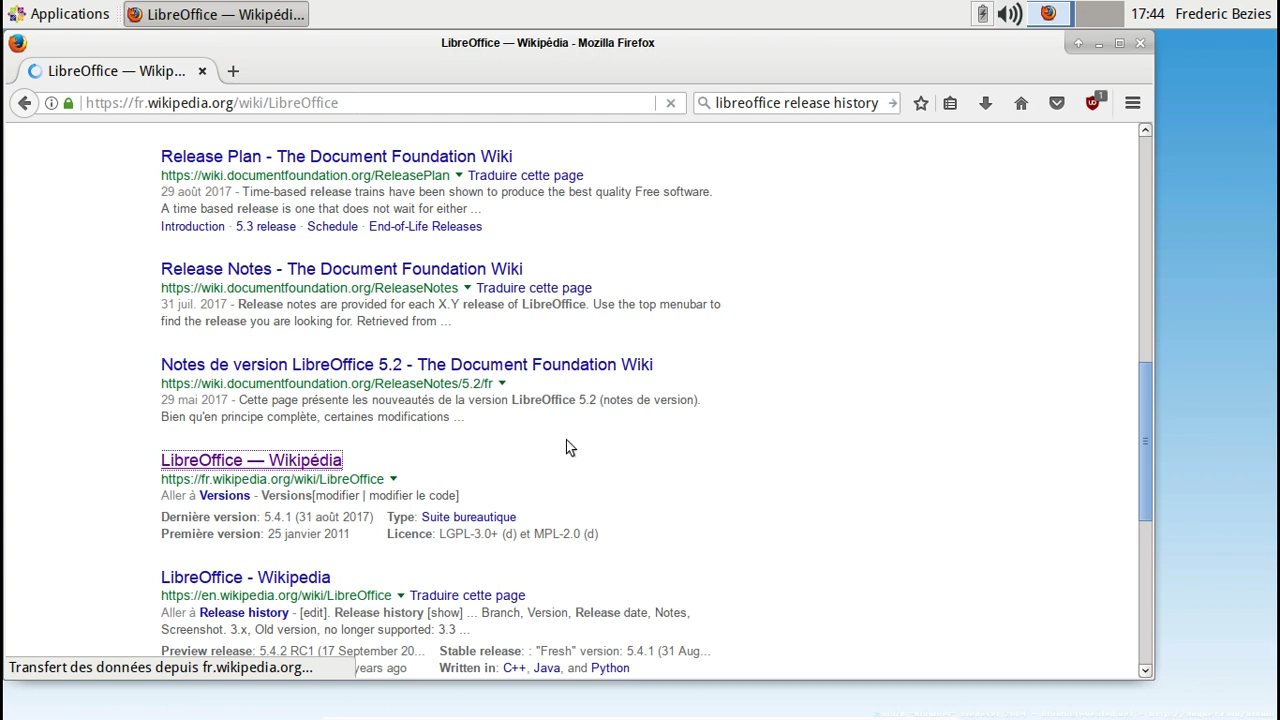 Applications
LibreOffice — Wikipédi...
17:44 Frederic Bezies
LibreOffice — Wikipédia - Mozilla Firefox
LibreOffice — Wikip...
https://fr.wikipedia.org/wiki/LibreOffice
libreoffice release history
1
Release Plan - The Document Foundation Wiki
https://wiki.documentfoundation.org/ReleasePlan Traduire cette page
29 août 2017 - Time-based release trains have been shown to produce the best quality Free software.
A time based release is one that does not wait for either ...
Introduction · 5.3 release · Schedule · End-of-Life Releases
Release Notes - The Document Foundation Wiki
https://wiki.documentfoundation.org/ReleaseNotes Traduire cette page
31 juil. 2017 - Release notes are provided for each X.Y release of LibreOffice. Use the top menubar to
find the release you are looking for. Retrieved from ...
Notes de version LibreOffice 5.2 - The Document Foundation Wiki
https://wiki.documentfoundation.org/ReleaseNotes/5.2/fr
29 mai 2017 - Cette page présente les nouveautés de la version LibreOffice 5.2 (notes de version).
Bien qu'en principe complète, certaines modifications ...
LibreOffice — Wikipédia
https://fr.wikipedia.org/wiki/LibreOffice
Aller à Versions - Versions[modifier | modifier le code]
Dernière version: 5.4.1 (31 août 2017) Type: Suite bureautique
Première version: 25 janvier 2011 Licence: LGPL-3.0+ (d) et MPL-2.0 (d)
LibreOffice - Wikipedia
https://en.wikipedia.org/wiki/LibreOffice Traduire cette page
Aller à Release history - [edit]. Release history [show] ... Branch, Version, Release date, Notes,
Screenshot. 3.x, Old version, no longer supported: 3.3 ...
Preview release: 5.4.2 RC1 (17 September 20... Stable release: : "Fresh" version: 5.4.1 (31 Aug...
Transfert des données depuis fr.wikipedia.org... years ago Written in: C++, Java, and Python